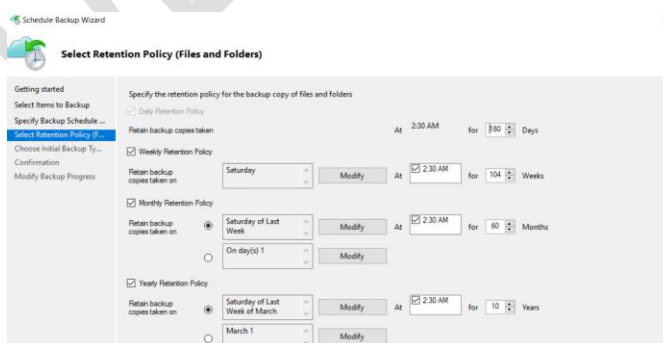 Schedule Backup Wizard
Select Retention Policy (Files and Folders)
Getting started
Select Items to Backup
Specify Backup Schedule ...
Select Retention Policy (F...
Choose Initial Backup Ty...
Confirmation
Modify Backup Progress
Specify the retention policy for the backup copy of files and folders
Daily Retention Policy
Retain backup copies taken At 2:30 AM for 180 Days
Weekly Retention Policy
Retain backup copies taken on Saturday Modify At 2:30 AM for 104 Weeks
Monthly Retention Policy
Retain backup copies taken on Saturday of Last Week Modify At 2:30 AM for 60 Months
On day(s) 1 Modify
Yearly Retention Policy
Retain backup copies taken on Saturday of Last Week of March Modify At 2:30 AM for 10 Years
March 1 Modify